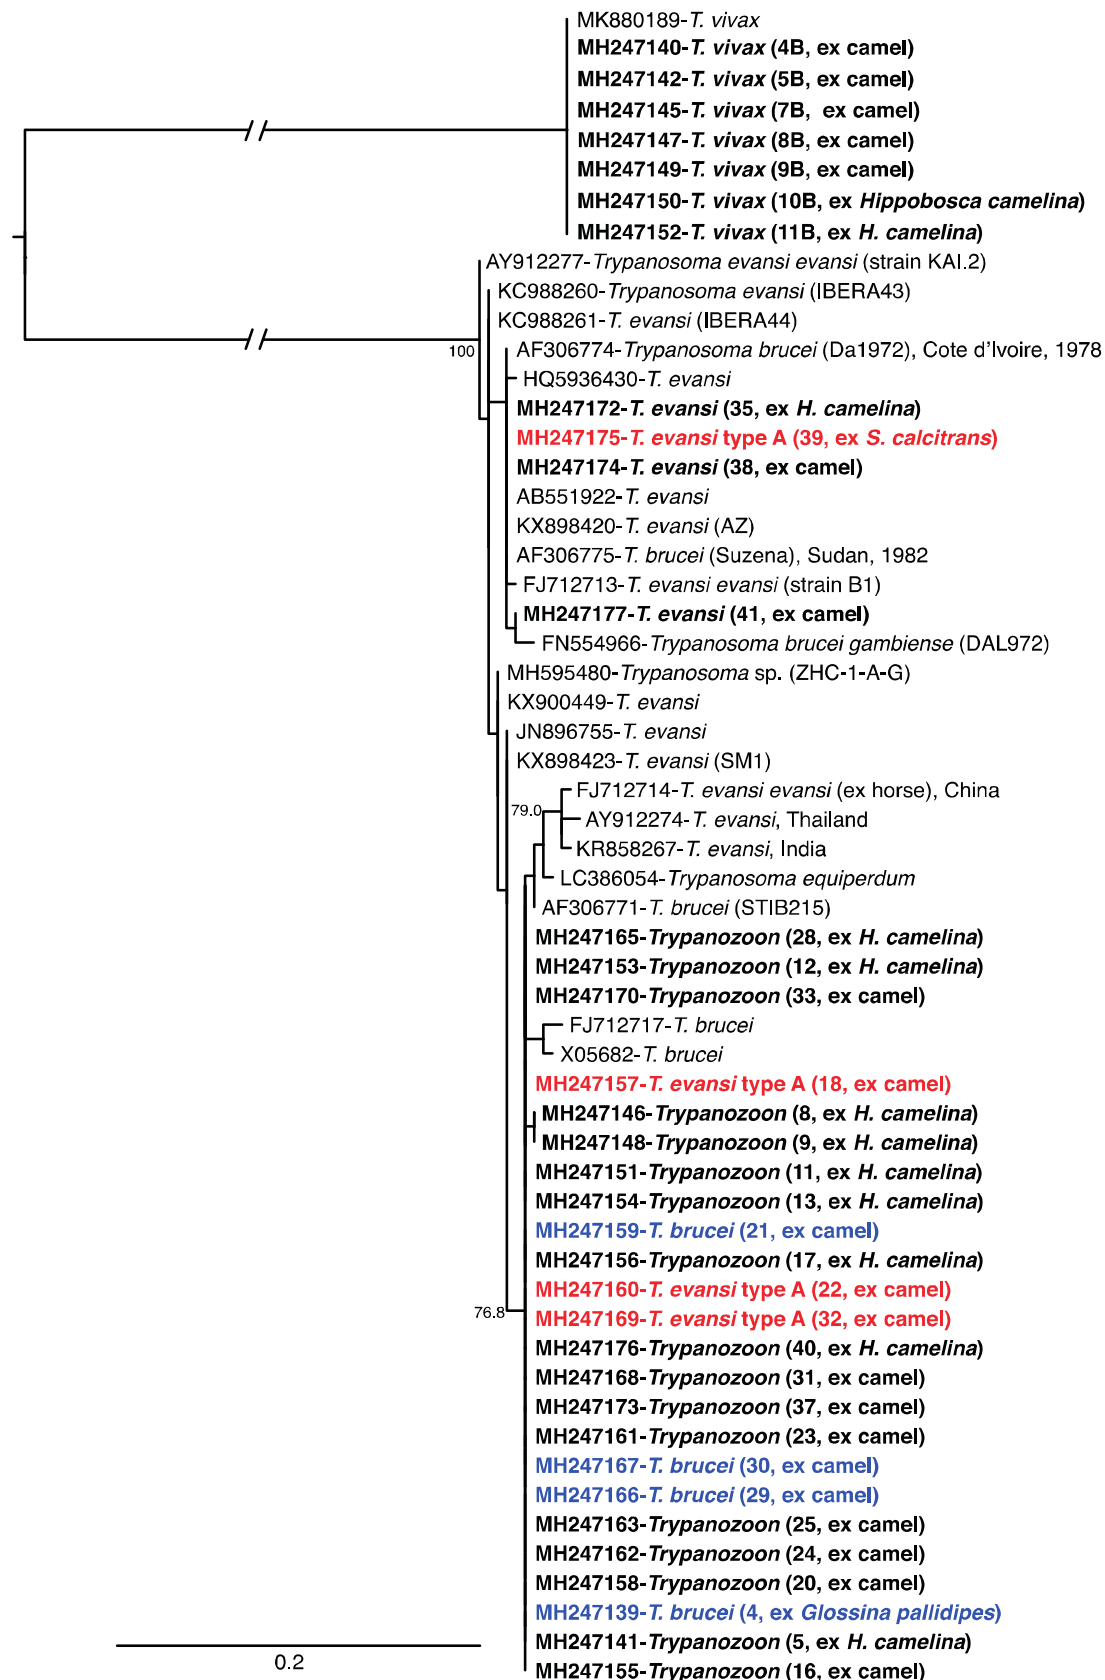 MK880189-T. vivax
MH247140-T. vivax (4B, ex camel)
MH247142-T. vivax (5B, ex camel)
MH247145-T. vivax (7B, ex camel)
MH247147-T. vivax (8B, ex camel)
MH247149-T. vivax (9B, ex camel)
MH247150-T. vivax (10B, ex Hippobosca camelina)
MH247152-T. vivax (11B, ex H. camelina)
AY912277-Trypanosoma evansi evansi (strain KAI.2)
KC988260-Trypanosoma evansi (IBERA43)
KC988261-T. evansi (IBERA44)
100
AF306774-Trypanosoma brucei (Da1972), Cote d'Ivoire, 1978
HQ5936430-T. evansi
MH247172-T. evansi (35, ex H. camelina)
MH247175-T. evansi type A (39, ex S. calcitrans)
MH247174-T. evansi (38, ex camel)
AB551922-T. evansi
KX898420-T. evansi (AZ)
AF306775-T. brucei (Suzena), Sudan, 1982
FJ712713-T. evansi evansi (strain B1)
MH247177-T. evansi (41, ex camel)
FN554966-Trypanosoma brucei gambiense (DAL972)
MH595480-Trypanosoma sp. (ZHC-1-A-G)
KX900449-T. evansi
JN896755-T. evansi
KX898423-T. evansi (SM1)
FJ712714-T. evansi evansi (ex horse), China
79.0
AY912274-T. evansi, Thailand
KR858267-T. evansi, India
LC386054-Trypanosoma equiperdum
AF306771-T. brucei (STIB215)
MH247165-Trypanozoon (28, ex H. camelina)
MH247153-Trypanozoon (12, ex H. camelina)
MH247170-Trypanozoon (33, ex camel)
FJ712717-T. brucei
X05682-T. brucei
MH247157-T. evansi type A (18, ex camel)
MH247146-Trypanozoon (8, ex H. camelina)
MH247148-Trypanozoon (9, ex H. camelina)
MH247151-Trypanozoon (11, ex H. camelina)
MH247154-Trypanozoon (13, ex H. camelina)
MH247159-T. brucei (21, ex camel)
MH247156-Trypanozoon (17, ex H. camelina)
MH247160-T. evansi type A (22, ex camel)
76.8
MH247169-T. evansi type A (32, ex camel)
MH247176-Trypanozoon (40, ex H. camelina)
MH247168-Trypanozoon (31, ex camel)
MH247173-Trypanozoon (37, ex camel)
MH247161-Trypanozoon (23, ex camel)
MH247167-T. brucei (30, ex camel)
MH247166-T. brucei (29, ex camel)
MH247163-Trypanozoon (25, ex camel)
MH247162-Trypanozoon (24, ex camel)
MH247158-Trypanozoon (20, ex camel)
MH247139-T. brucei (4, ex Glossina pallidipes)
MH247141-Trypanozoon (5, ex H. camelina)
0.2
MH247155-Trypanozoon (16, ex camel)